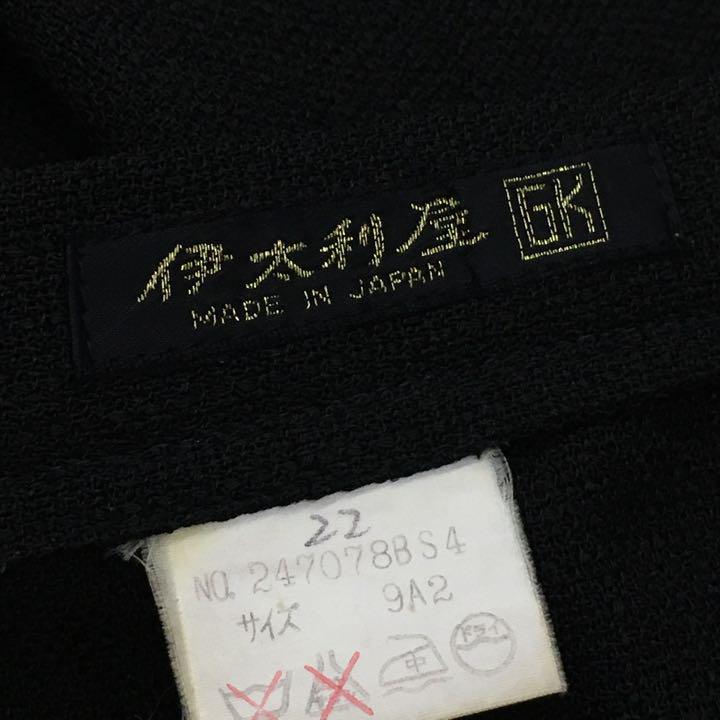 伊太利屋 GK
MADE IN JAPAN
22
NO. 247078BS4
サイズ 9A2
中 ドライ